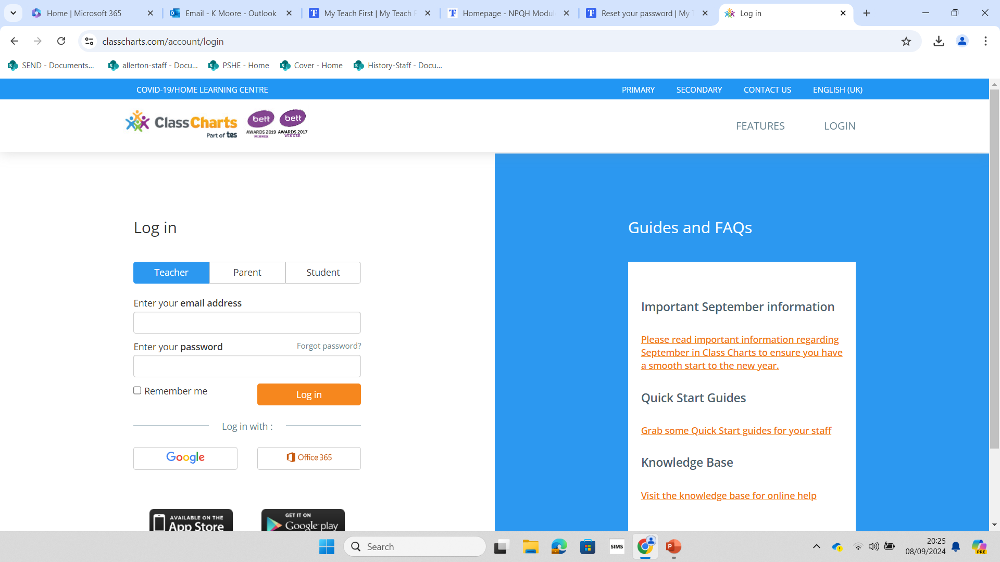 Home | Microsoft 365
Email - K Moore - Outlook
My Teach First | My Teach F
Homepage - NPQH Modul
Reset your password | My T
Log in
classcharts.com/account/login
SEND - Documents...
allerton-staff - Docu...
PSHE - Home
Cover - Home
History-Staff - Docu...
COVID-19/HOME LEARNING CENTRE
PRIMARY
SECONDARY
CONTACT US
ENGLISH (UK)
ClassCharts
Part of tes
bett
AWARDS 2019
WINNER
bett
AWARDS 2017
WINNER
FEATURES
LOGIN
Log in
Teacher
Parent
Student
Enter your email address
Enter your password
Forgot password?
Remember me
Log in
Log in with :
Google
Office 365
AVAILABLE ON THE
App Store
GET IT ON
Google play
Guides and FAQs
Important September information
Please read important information regarding
September in Class Charts to ensure you have
a smooth start to the new year.
Quick Start Guides
Grab some Quick Start guides for your staff
Knowledge Base
Visit the knowledge base for online help
Search
SIMS
20:25
08/09/2024
PRE